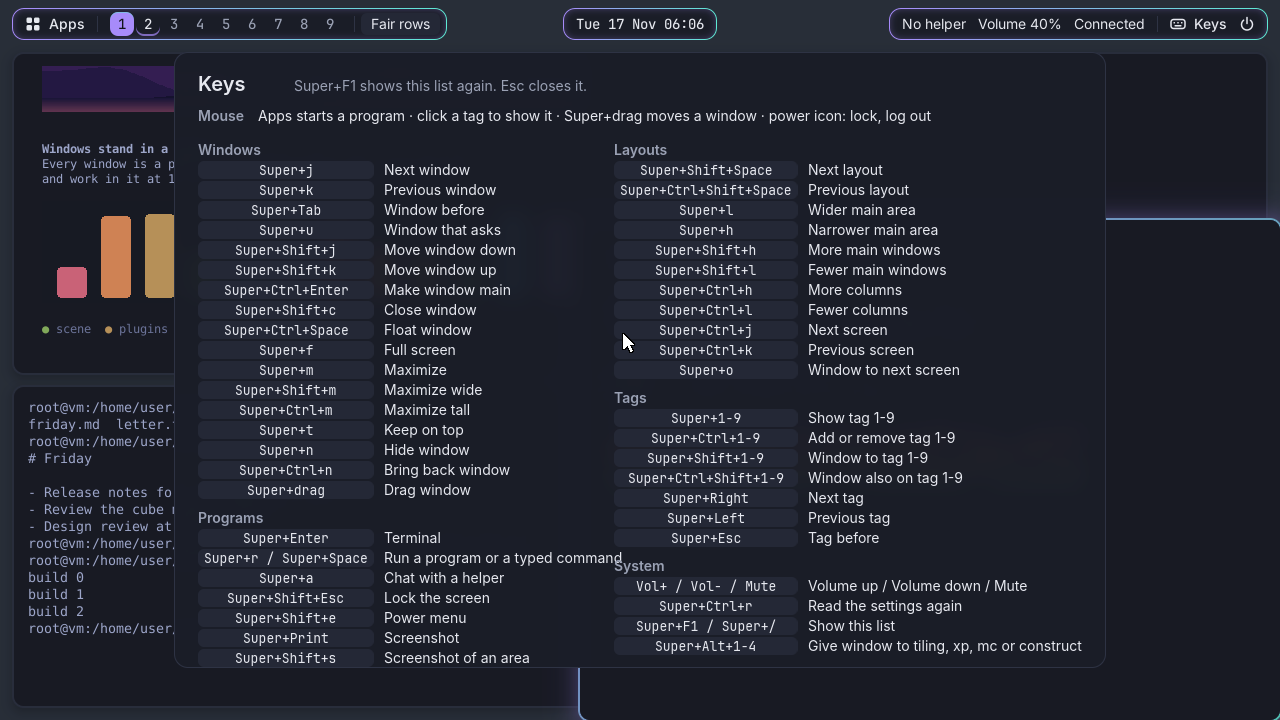 Apps 1 2 3 4 5 6 7 8 9 Fair rows Tue 17 Nov 06:06 No helper Volume 40% Connected Keys
Keys Super+F1 shows this list again. Esc closes it.
Mouse Apps starts a program · click a tag to show it · Super+drag moves a window · power icon: lock, log out
Windows
Super+j Next window
Super+k Previous window
Super+Tab Window before
Super+u Window that asks
Super+Shift+j Move window down
Super+Shift+k Move window up
Super+Ctrl+Enter Make window main
Super+Shift+c Close window
Super+Ctrl+Space Float window
Super+f Full screen
Super+m Maximize
Super+Shift+m Maximize wide
Super+Ctrl+m Maximize tall
Super+t Keep on top
Super+n Hide window
Super+Ctrl+n Bring back window
Super+drag Drag window
Programs
Super+Enter Terminal
Super+r / Super+Space Run a program or a typed command
Super+a Chat with a helper
Super+Shift+Esc Lock the screen
Super+Shift+e Power menu
Super+Print Screenshot
Super+Shift+s Screenshot of an area
Layouts
Super+Shift+Space Next layout
Super+Ctrl+Shift+Space Previous layout
Super+l Wider main area
Super+h Narrower main area
Super+Shift+h More main windows
Super+Shift+l Fewer main windows
Super+Ctrl+h More columns
Super+Ctrl+l Fewer columns
Super+Ctrl+j Next screen
Super+Ctrl+k Previous screen
Super+o Window to next screen
Tags
Super+1-9 Show tag 1-9
Super+Ctrl+1-9 Add or remove tag 1-9
Super+Shift+1-9 Window to tag 1-9
Super+Ctrl+Shift+1-9 Window also on tag 1-9
Super+Right Next tag
Super+Left Previous tag
Super+Esc Tag before
System
Vol+ / Vol- / Mute Volume up / Volume down / Mute
Super+Ctrl+r Read the settings again
Super+F1 / Super+/ Show this list
Super+Alt+1-4 Give window to tiling, xp, mc or construct
Windows stand in a
Every window is a p
and work in it at 1
scene plugins
root@vm:/home/user/
friday.md letter.
root@vm:/home/user/
# Friday
- Release notes fo
- Review the cube
- Design review at
root@vm:/home/user/
root@vm:/home/user/
build 0
build 1
build 2
root@vm:/home/user/